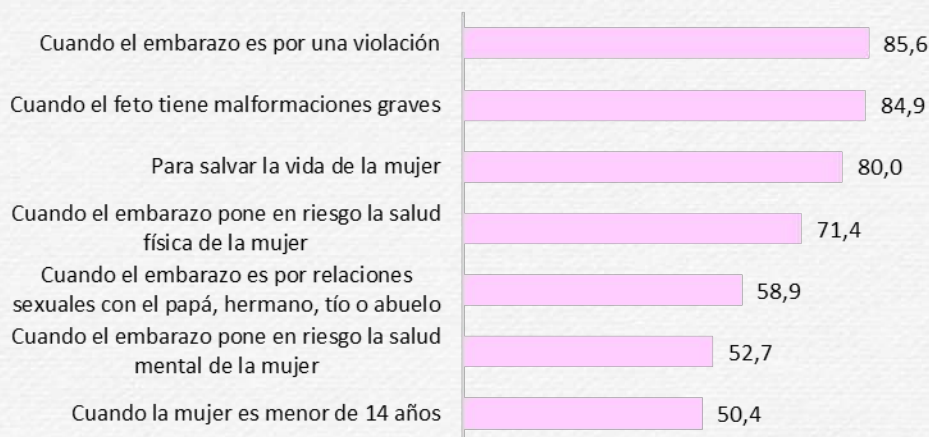 Cuando el embarazo es por una violación 85,6
Cuando el feto tiene malformaciones graves 84,9
Para salvar la vida de la mujer 80,0
Cuando el embarazo pone en riesgo la salud
física de la mujer 71,4
Cuando el embarazo es por relaciones
sexuales con el papá, hermano, tío o abuelo 58,9
Cuando el embarazo pone en riesgo la salud
mental de la mujer 52,7
Cuando la mujer es menor de 14 años 50,4